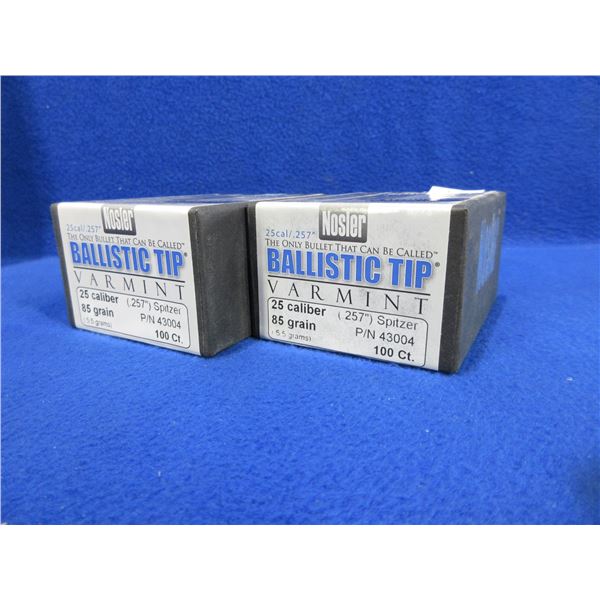 Nosler
25cal/.257"
THE ONLY BULLET THAT CAN BE CALLED™
BALLISTIC TIP®
VARMINT
25 caliber (.257") Spitzer
85 grain P/N 43004
(5.5 grams) 100 Ct.
Nosler
25cal/.257"
THE ONLY BULLET THAT CAN BE CALLED™
BALLISTIC TIP®
VARMINT
25 caliber (.257") Spitzer
85 grain P/N 43004
(5.5 grams) 100 Ct.